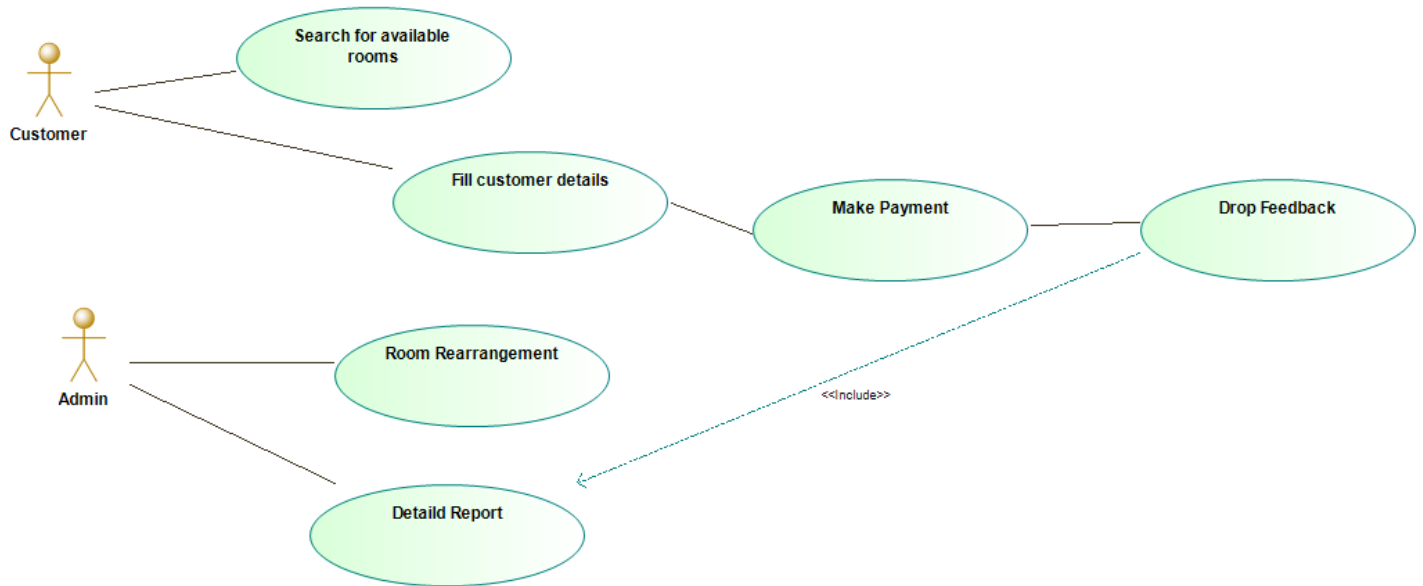 Search for available
rooms
Customer
Fill customer details
Make Payment
Drop Feedback
Room Rearrangement
Admin
<<Include>>
Detaild Report